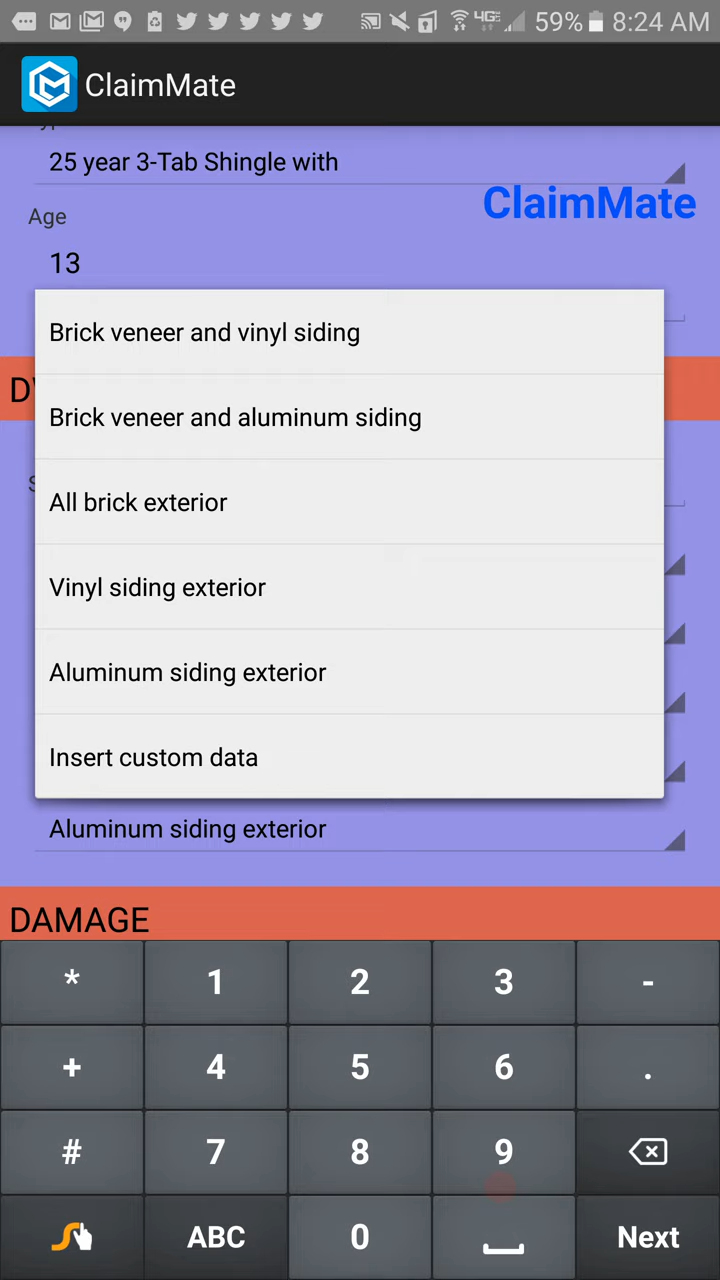 4GE 59% 8:24 AM
ClaimMate
25 year 3-Tab Shingle with
ClaimMate
Age
13
Brick veneer and vinyl siding
Brick veneer and aluminum siding
All brick exterior
Vinyl siding exterior
Aluminum siding exterior
Insert custom data
Aluminum siding exterior
DAMAGE
* 1 2 3 -
+ 4 5 6 .
# 7 8 9
ABC 0 Next